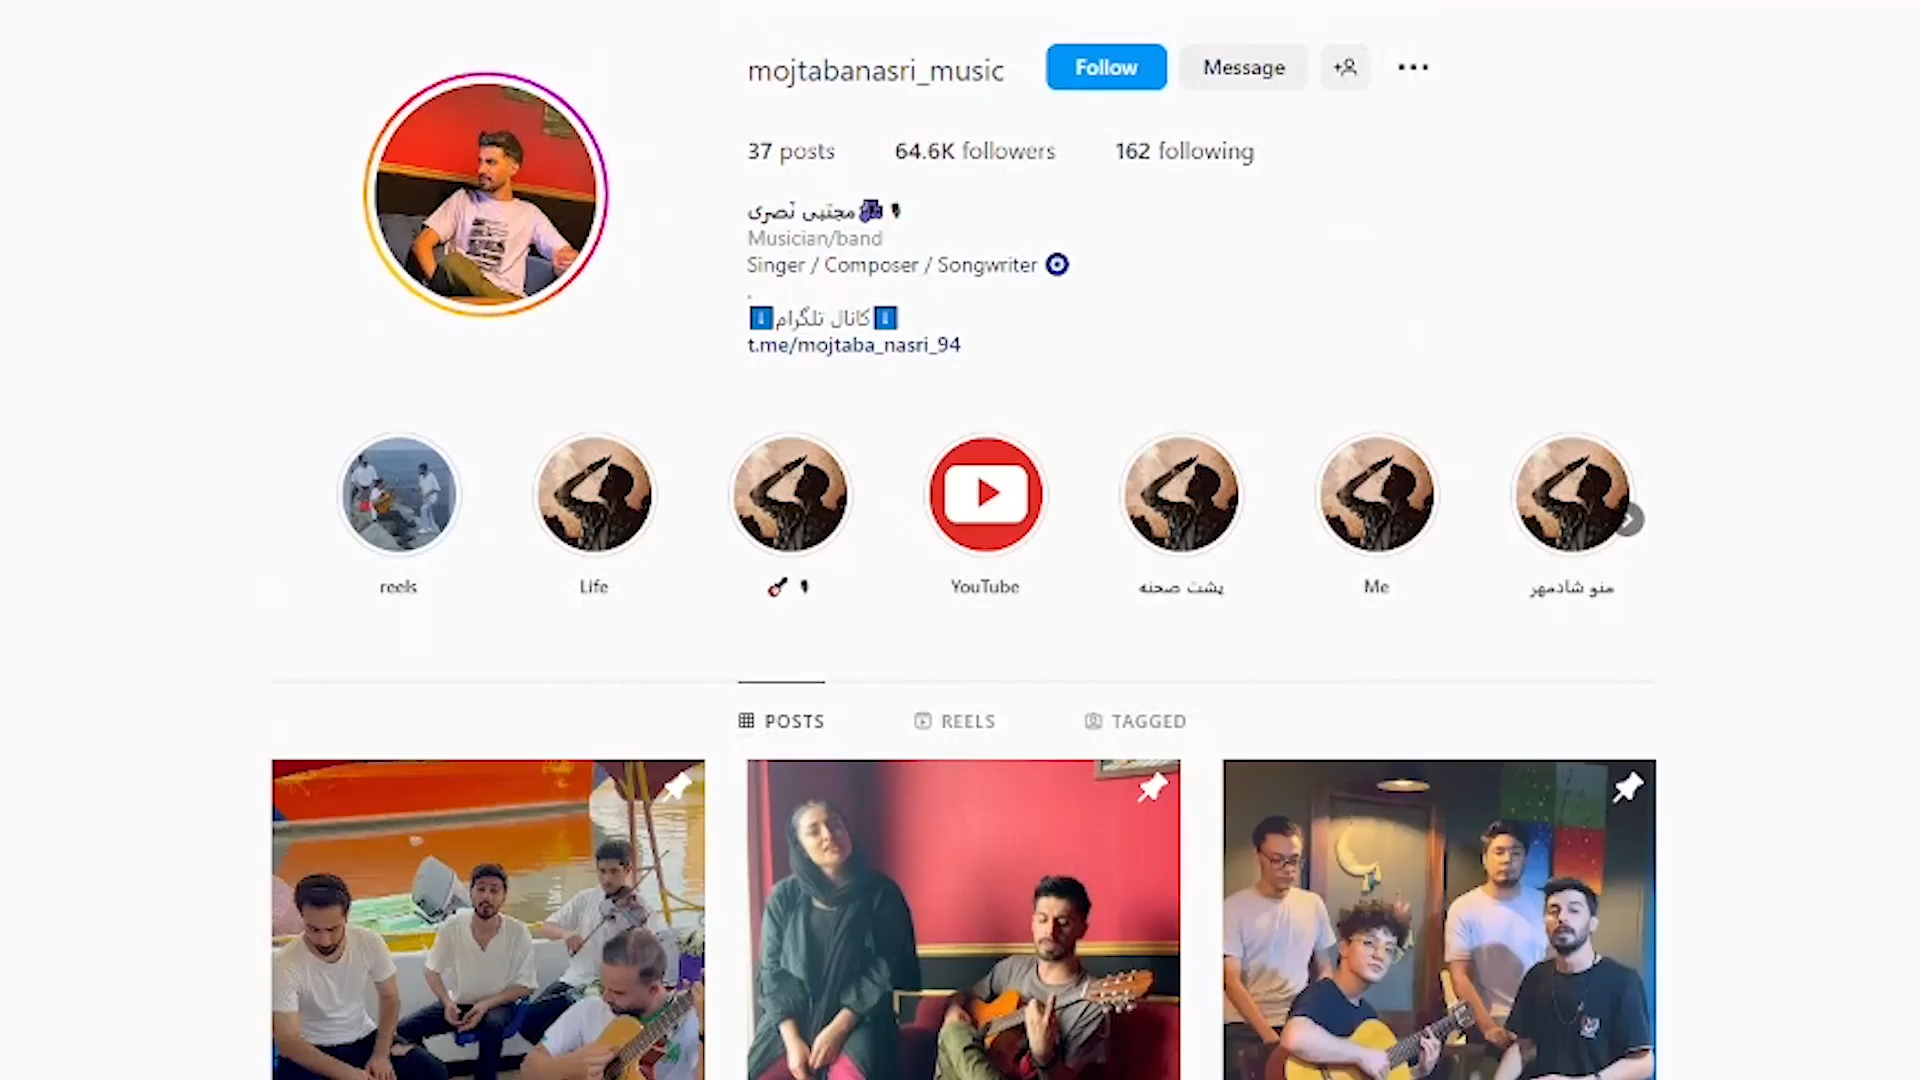 mojtabanasri_music Follow Message
37 posts 64.6K followers 162 following
مجتبی نصری
Musician/band
Singer / Composer / Songwriter
.
کانال تلگرام
t.me/mojtaba_nasri_94
reels Life YouTube پشت صحنه Me منو شادمهر
POSTS REELS TAGGED